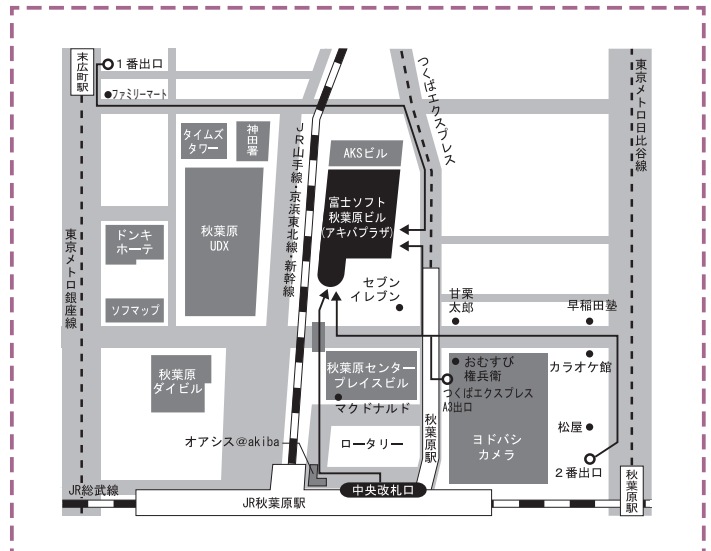 末広町駅
1番出口
ファミリーマート
タイムズ
タワー
神田署
JR山手線・京浜東北線・新幹線
AKSビル
つくばエクスプレス
東京メトロ日比谷線
富士ソフト
秋葉原ビル
(アキバプラザ)
秋葉原
UDX
ドンキ
ホーテ
東京メトロ銀座線
ソフマップ
セブン
イレブン
甘栗
太郎
早稲田塾
秋葉原
ダイビル
秋葉原センター
プレイスビル
マクドナルド
おむすび
権兵衛
つくばエクスプレス
A3出口
カラオケ館
秋葉原駅
ヨドバシ
カメラ
松屋
2番出口
オアシス@akiba
ロータリー
JR総武線
中央改札口
JR秋葉原駅
秋葉原駅